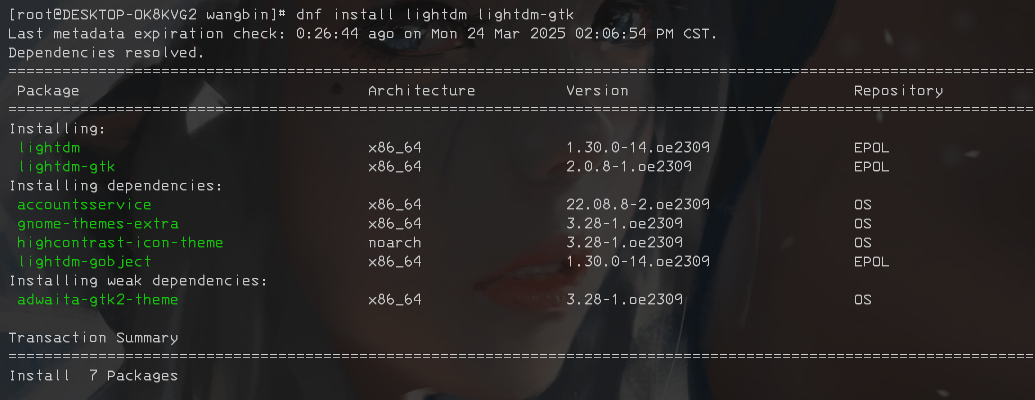 [root@DESKTOP-OK8KVG2 wangbin]# dnf install lightdm lightdm-gtk
Last metadata expiration check: 0:26:44 ago on Mon 24 Mar 2025 02:06:54 PM CST.
Dependencies resolved.
================================================================================
Package Architecture Version Repository
================================================================================
Installing:
lightdm x86_64 1.30.0-14.oe2309 EPOL
lightdm-gtk x86_64 2.0.8-1.oe2309 EPOL
Installing dependencies:
accountsservice x86_64 22.08.8-2.oe2309 OS
gnome-themes-extra x86_64 3.28-1.oe2309 OS
highcontrast-icon-theme noarch 3.28-1.oe2309 OS
lightdm-gobject x86_64 1.30.0-14.oe2309 EPOL
Installing weak dependencies:
adwaita-gtk2-theme x86_64 3.28-1.oe2309 OS
Transaction Summary
================================================================================
Install 7 Packages